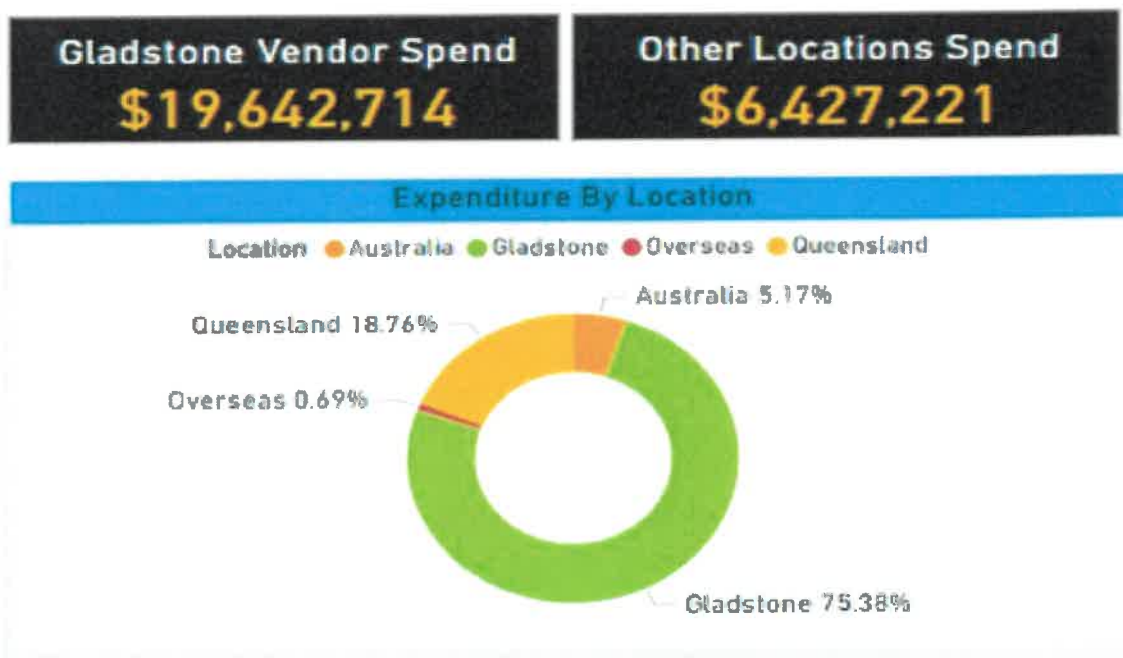 Gladstone Vendor Spend
$19,642,714
Other Locations Spend
$6,427,221
Expenditure By Location
Location Australia Gladstone Overseas Queensland
Australia 5.17%
Queensland 18.76%
Overseas 0.69%
Gladstone 75.38%